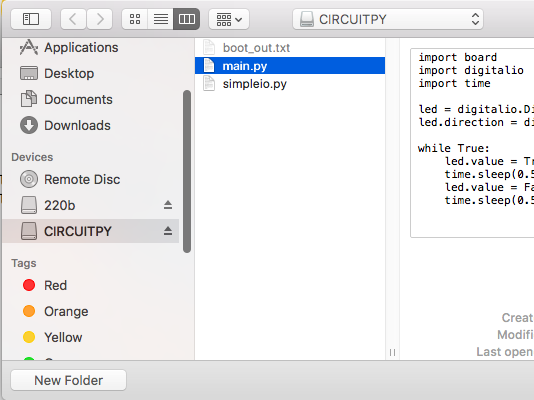 CIRCUITPY
Applications
Desktop
Documents
Downloads
Devices
Remote Disc
220b
CIRCUITPY
Tags
Red
Orange
Yellow
boot_out.txt
main.py
simpleio.py
import board
import digitalio
import time
led = digitalio.Di
led.direction = di
while True:
led.value = Tr
time.sleep(0.5
led.value = Fa
time.sleep(0.5
Creat
Modifi
Last open
New Folder